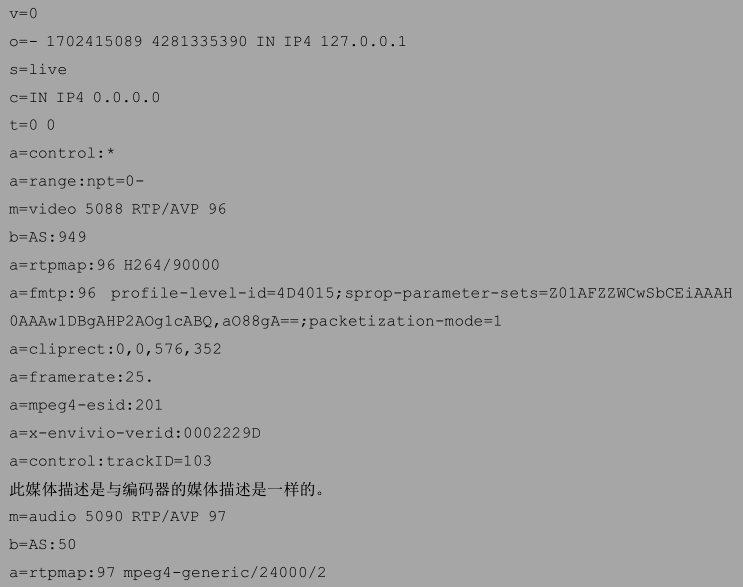 v=0
o=- 1702415089 4281335390 IN IP4 127.0.0.1
s=live
c=IN IP4 0.0.0.0
t=0 0
a=control:*
a=range:npt=0-
m=video 5088 RTP/AVP 96
b=AS:949
a=rtpmap:96 H264/90000
a=fmtp:96 profile-level-id=4D4015;sprop-parameter-sets=Z01AFZZWCwSbCEiAAAH
0AAAw1DBgAHP2AOg1cABQ,aO88gA==;packetization-mode=1
a=cliprect:0,0,576,352
a=framerate:25.
a=mpeg4-esid:201
a=x-envivio-verid:0002229D
a=control:trackID=103
此媒体描述是与编码器的媒体描述是一样的。
m=audio 5090 RTP/AVP 97
b=AS:50
a=rtpmap:97 mpeg4-generic/24000/2